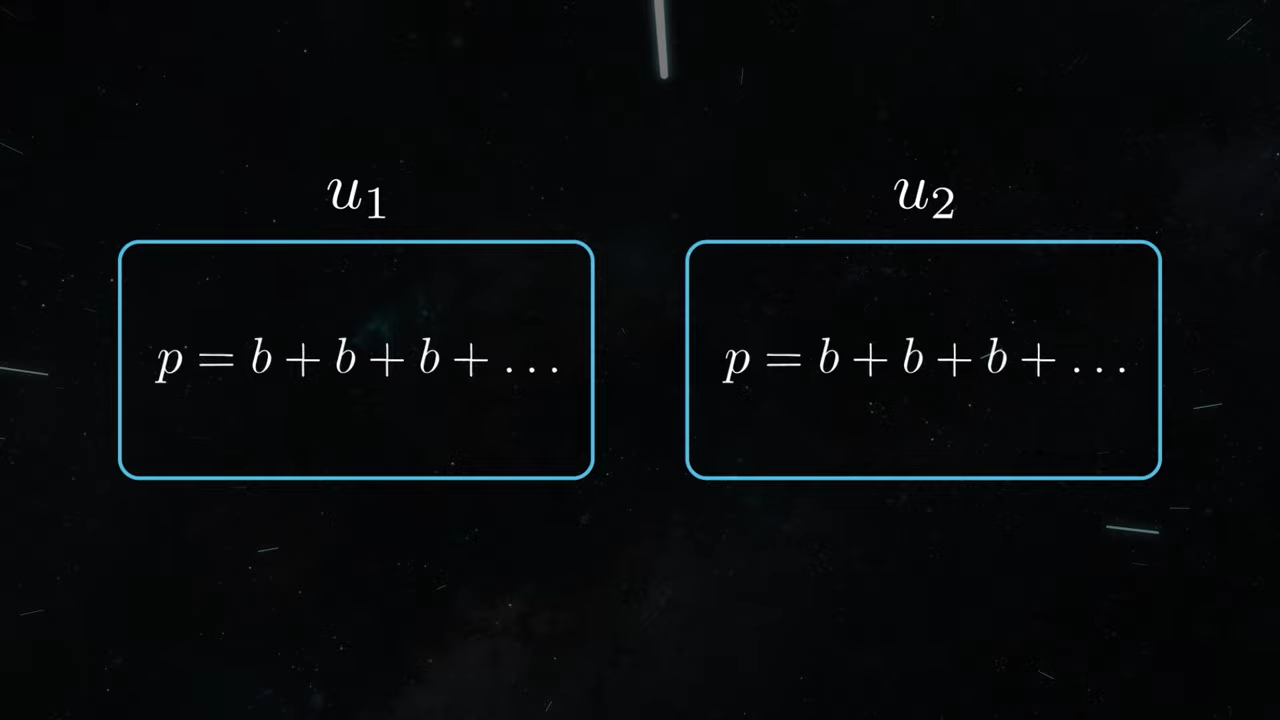 u₁
p = b + b + b + ...
u₂
p = b + b + b + ...